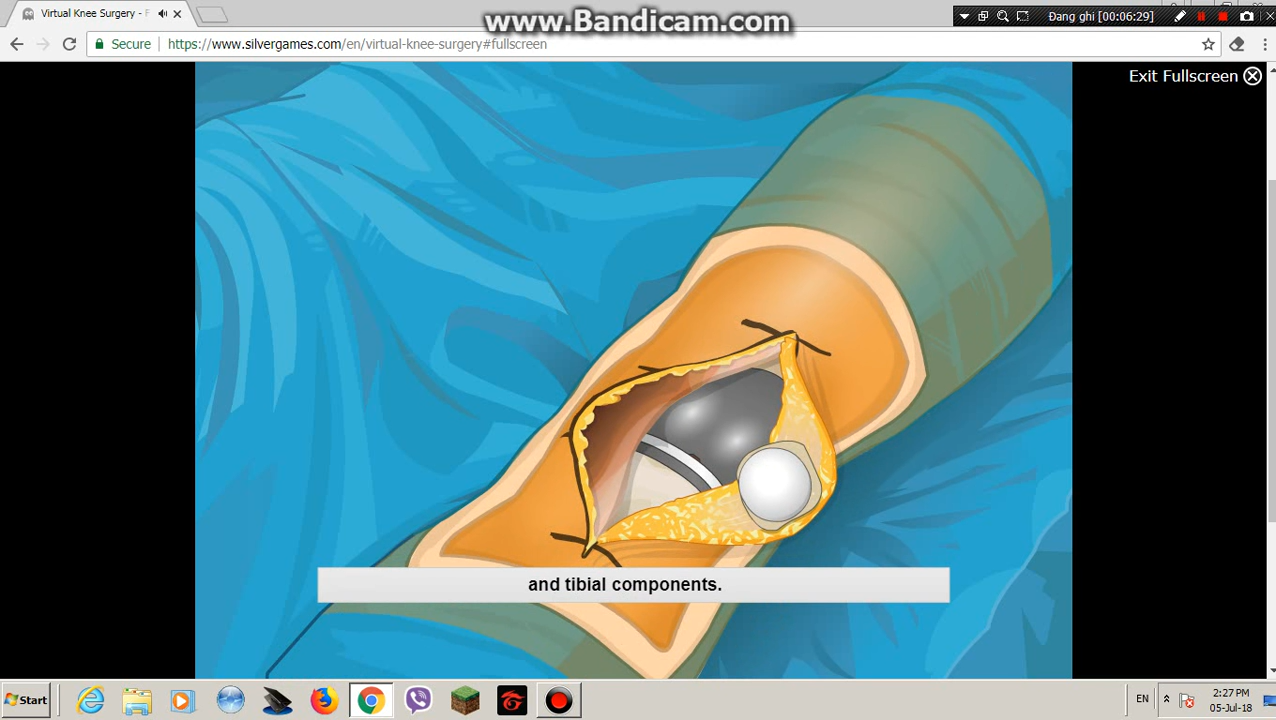 Virtual Knee Surgery - F
www.Bandicam.com
Đang ghi [00:06:29]
Secure
https://www.silvergames.com/en/virtual-knee-surgery#fullscreen
Exit Fullscreen
and tibial components.
Start
EN
2:27 PM
05-Jul-18